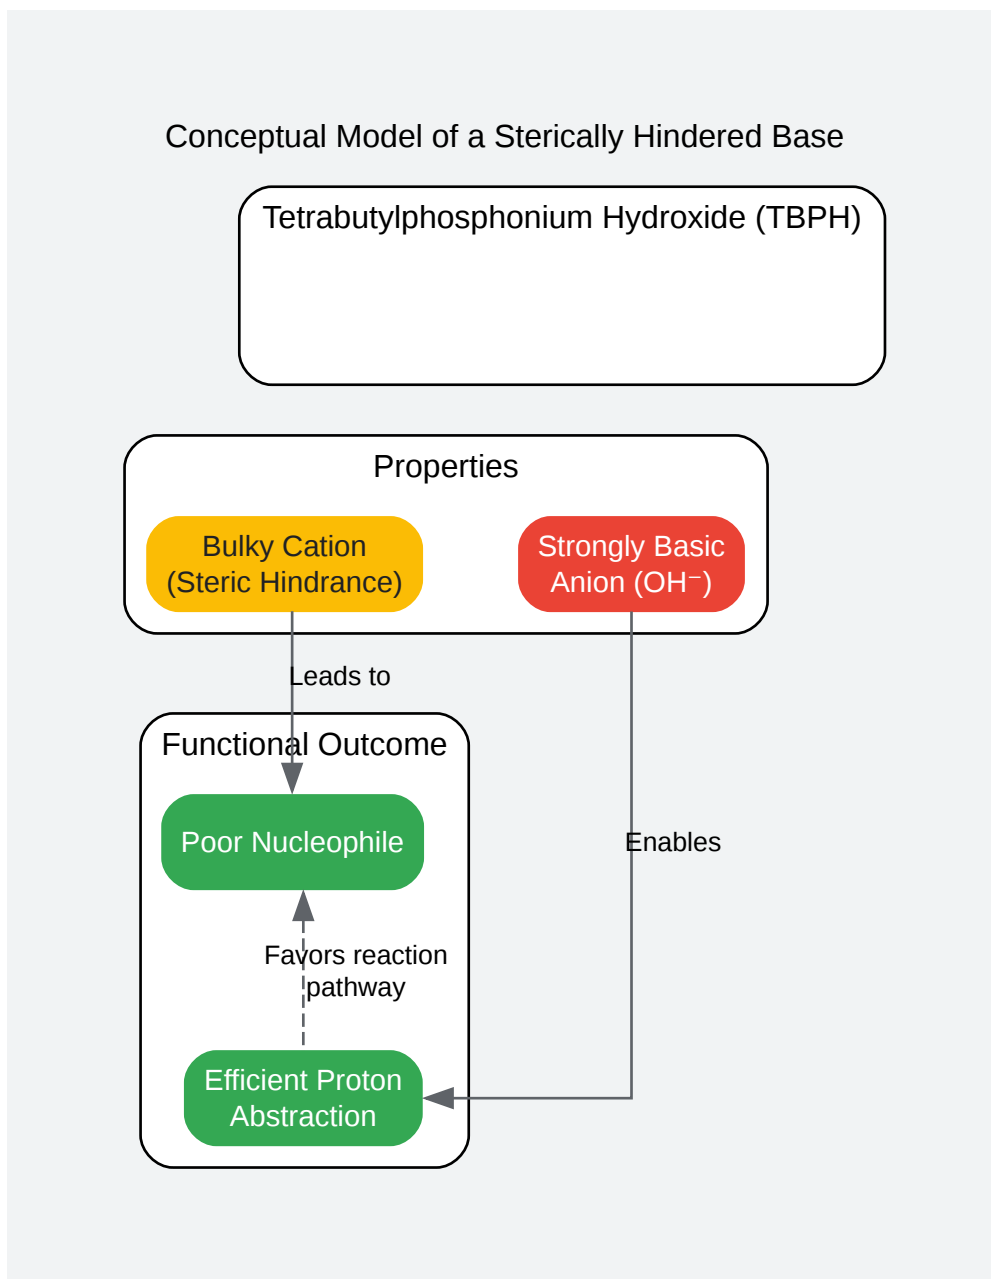 Conceptual Model of a Sterically Hindered Base
Tetrabutylphosphonium Hydroxide (TBPH)
Properties
Bulky Cation
(Steric Hindrance)
Strongly Basic
Anion (OH⁻)
Leads to
Functional Outcome
Poor Nucleophile
Enables
Favors reaction
pathway
Efficient Proton
Abstraction